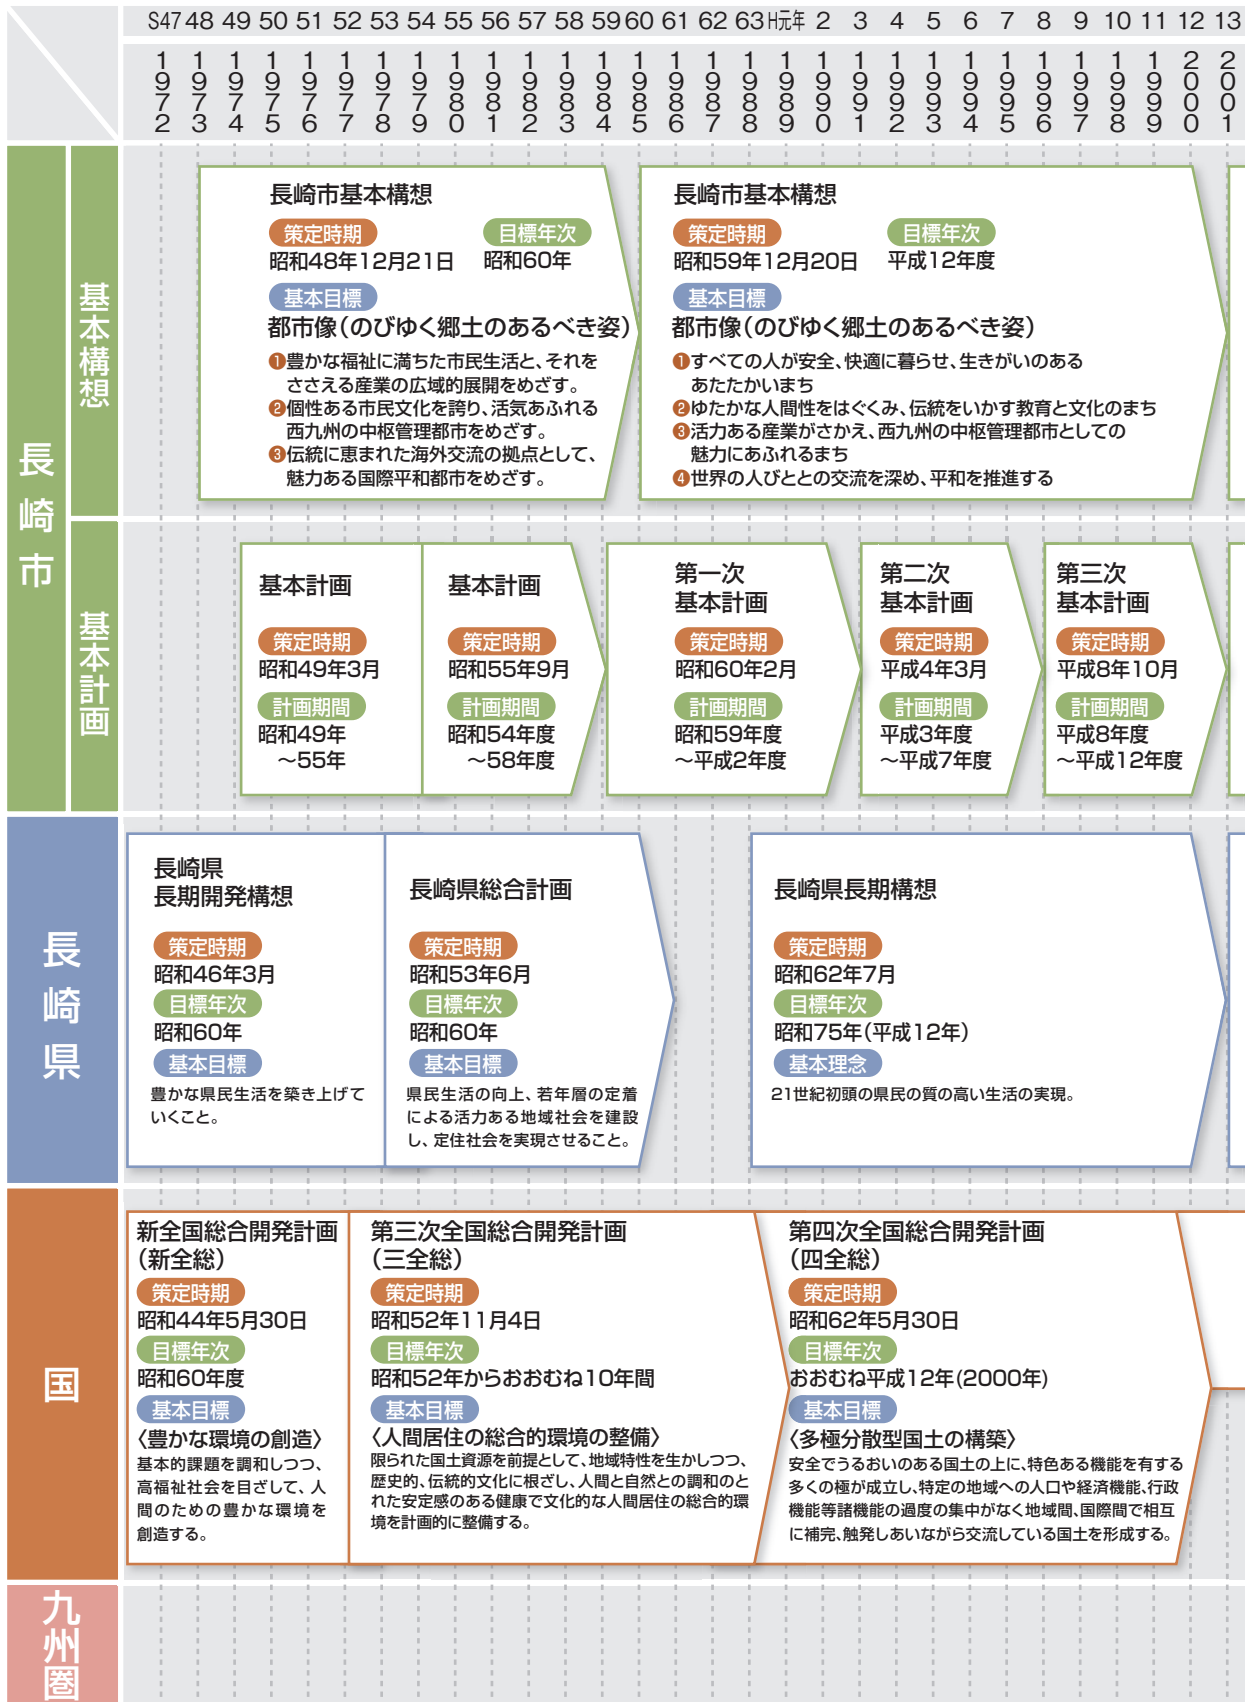 S47 48 49 50 51 52 53 54 55 56 57 58 59 60 61 62 63 H元年 2 3 4 5 6 7 8 9 10 11 12 13
1972 1973 1974 1975 1976 1977 1978 1979 1980 1981 1982 1983 1984 1985 1986 1987 1988 1989 1990 1991 1992 1993 1994 1995 1996 1997 1998 1999 2000 2001
長崎市
基本構想
長崎市基本構想
策定時期 目標年次
昭和48年12月21日 昭和60年
基本目標
都市像(のびゆく郷土のあるべき姿)
❶豊かな福祉に満ちた市民生活と、それを
ささえる産業の広域的展開をめざす。
❷個性ある市民文化を誇り、活気あふれる
西九州の中枢管理都市をめざす。
❸伝統に恵まれた海外交流の拠点として、
魅力ある国際平和都市をめざす。
長崎市基本構想
策定時期 目標年次
昭和59年12月20日 平成12年度
基本目標
都市像(のびゆく郷土のあるべき姿)
❶すべての人が安全、快適に暮らせ、生きがいのある
あたたかいまち
❷ゆたかな人間性をはぐくみ、伝統をいかす教育と文化のまち
❸活力ある産業がさかえ、西九州の中枢管理都市としての
魅力にあふれるまち
❹世界の人びととの交流を深め、平和を推進する
基本計画
基本計画
策定時期
昭和49年3月
計画期間
昭和49年
〜55年
基本計画
策定時期
昭和55年9月
計画期間
昭和54年度
〜58年度
第一次
基本計画
策定時期
昭和60年2月
計画期間
昭和59年度
〜平成2年度
第二次
基本計画
策定時期
平成4年3月
計画期間
平成3年度
〜平成7年度
第三次
基本計画
策定時期
平成8年10月
計画期間
平成8年度
〜平成12年度
長崎県
長崎県
長期開発構想
策定時期
昭和46年3月
目標年次
昭和60年
基本目標
豊かな県民生活を築き上げて
いくこと。
長崎県総合計画
策定時期
昭和53年6月
目標年次
昭和60年
基本目標
県民生活の向上、若年層の定着
による活力ある地域社会を建設
し、定住社会を実現させること。
長崎県長期構想
策定時期
昭和62年7月
目標年次
昭和75年(平成12年)
基本理念
21世紀初頭の県民の質の高い生活の実現。
国
新全国総合開発計画
(新全総)
策定時期
昭和44年5月30日
目標年次
昭和60年度
基本目標
〈豊かな環境の創造〉
基本的課題を調和しつつ、
高福祉社会を目ざして、人
間のための豊かな環境を
創造する。
第三次全国総合開発計画
(三全総)
策定時期
昭和52年11月4日
目標年次
昭和52年からおおむね10年間
基本目標
〈人間居住の総合的環境の整備〉
限られた国土資源を前提として、地域特性を生かしつつ、
歴史的、伝統的文化に根ざし、人間と自然との調和のと
れた安定感のある健康で文化的な人間居住の総合的環
境を計画的に整備する。
第四次全国総合開発計画
(四全総)
策定時期
昭和62年5月30日
目標年次
おおむね平成12年(2000年)
基本目標
〈多極分散型国土の構築〉
安全でうるおいのある国土の上に、特色ある機能を有する
多くの極が成立し、特定の地域への人口や経済機能、行政
機能等諸機能の過度の集中がなく地域間、国際間で相互
に補完、触発しあいながら交流している国土を形成する。
九州圏